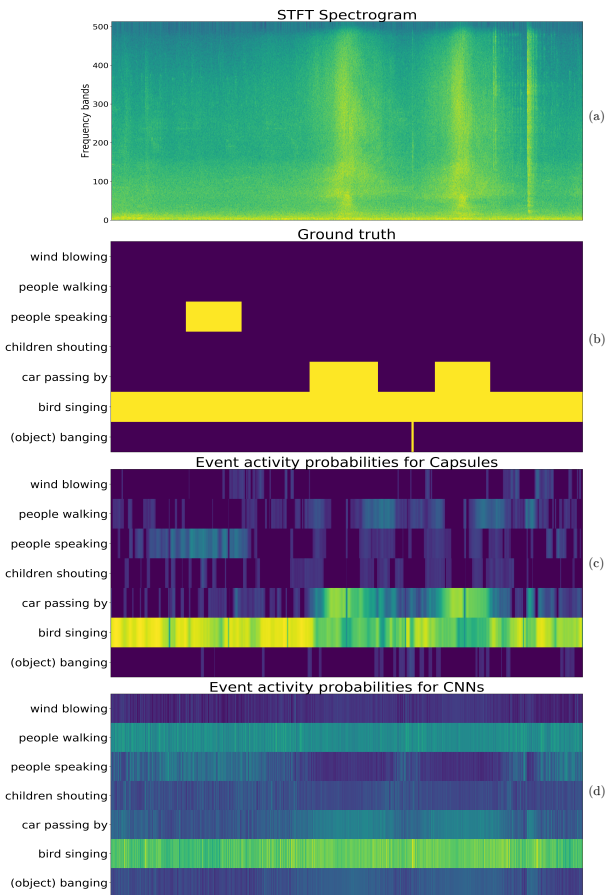 STFT Spectrogram
500
400
300
200
100
0
Frequency bands
(a)
Ground truth
wind blowing
people walking
people speaking
children shouting
car passing by
bird singing
(object) banging
(b)
Event activity probabilities for Capsules
wind blowing
people walking
people speaking
children shouting
car passing by
bird singing
(object) banging
(c)
Event activity probabilities for CNNs
wind blowing
people walking
people speaking
children shouting
car passing by
bird singing
(object) banging
(d)